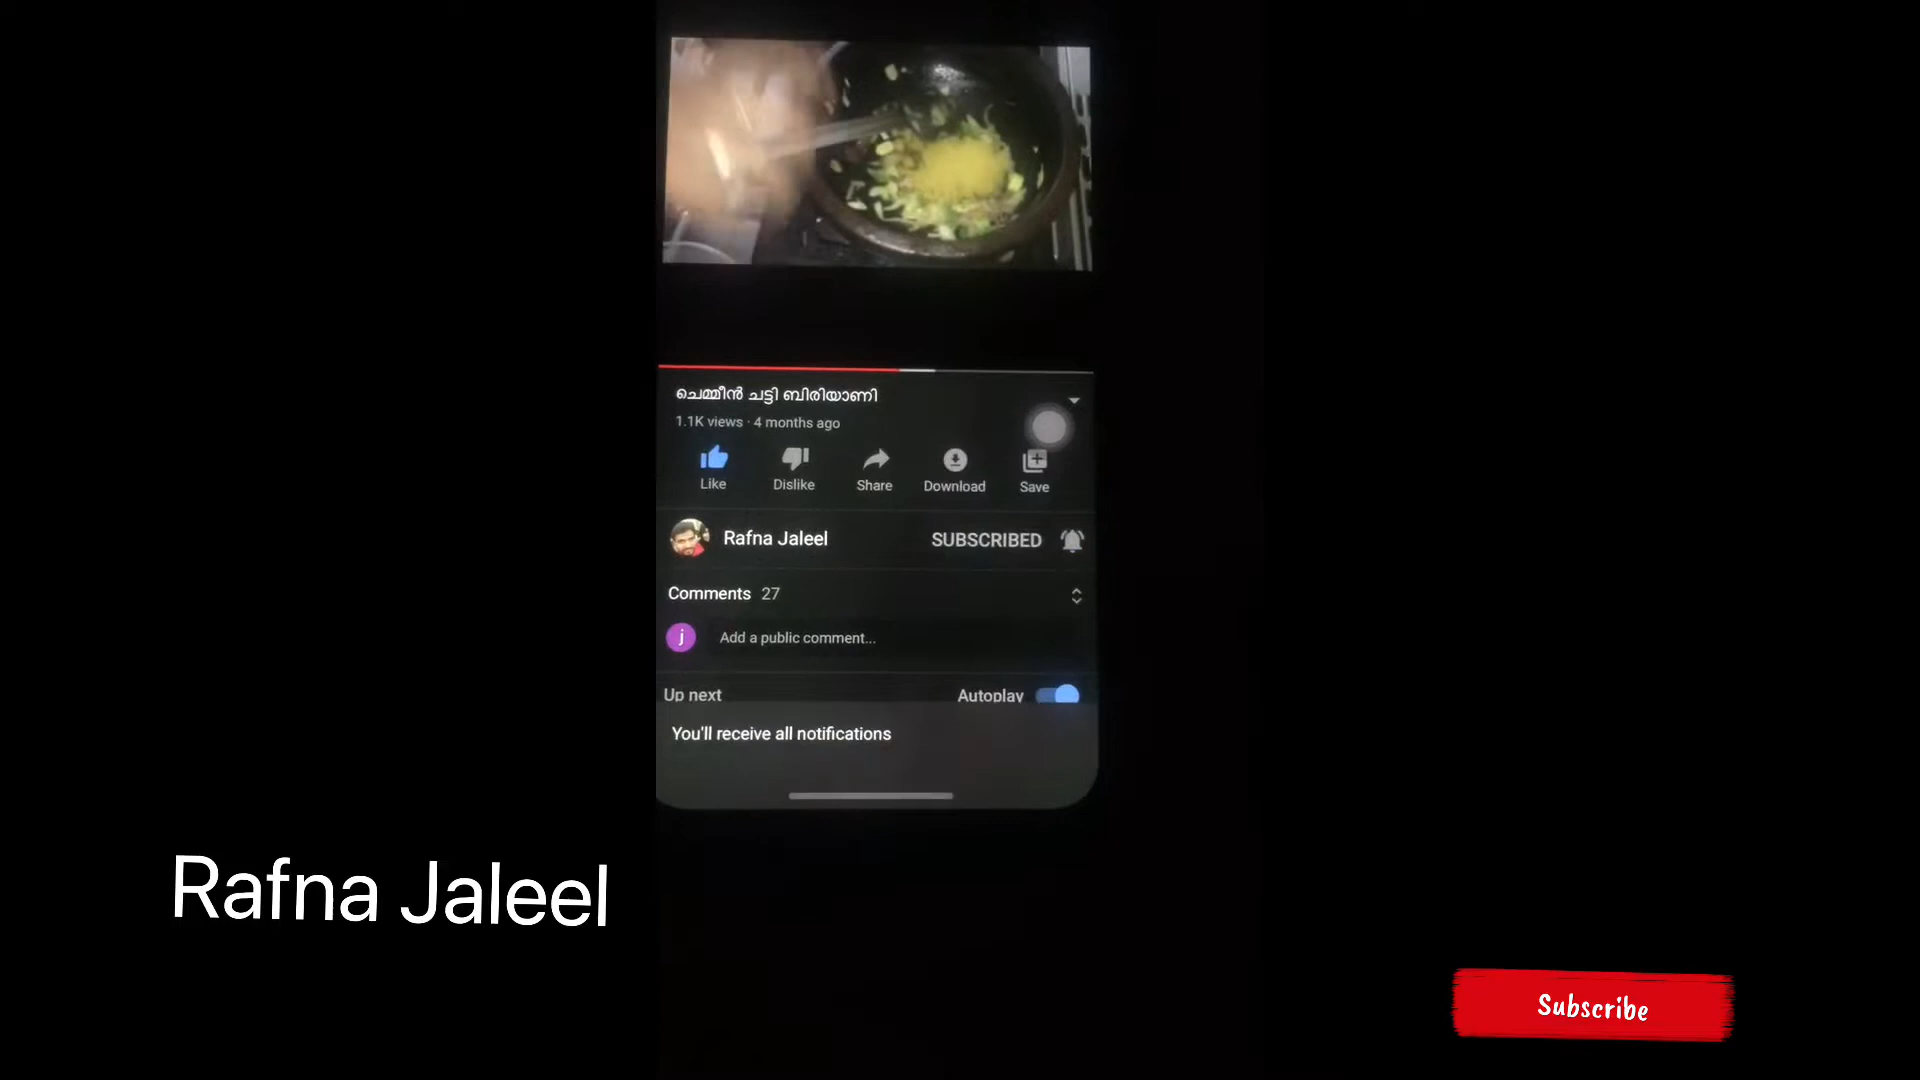 ചെമ്മീൻ ചട്ടി ബിരിയാണി
1.1K views · 4 months ago
Like
Dislike
Share
Download
Save
Rafna Jaleel
SUBSCRIBED
Comments 27
j
Add a public comment...
Up next
Autoplay
You'll receive all notifications
Rafna Jaleel
Subscribe